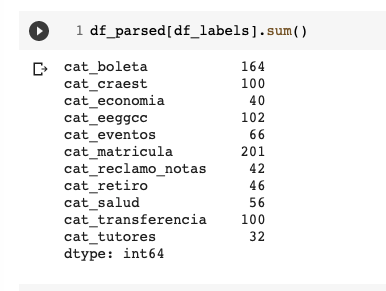 1 df_parsed[df_labels].sum()
cat_boleta 164
cat_craest 100
cat_economia 40
cat_eeggcc 102
cat_eventos 66
cat_matricula 201
cat_reclamo_notas 42
cat_retiro 46
cat_salud 56
cat_transferencia 100
cat_tutores 32
dtype: int64